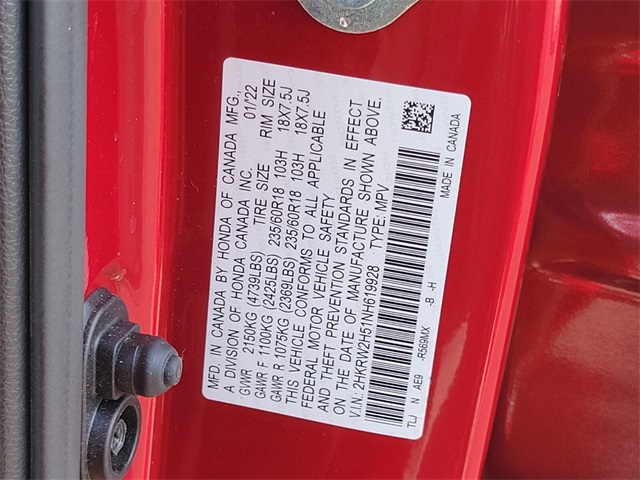 MFD. IN CANADA BY HONDA OF CANADA MFG.,
A DIVISION OF HONDA CANADA INC. 01/22
GVWR 2150KG (4739LBS) TIRE SIZE RIM SIZE
GAWR F 1100KG (2425LBS) 235/60R18 103H 18X7.5J
GAWR R 1075KG (2369LBS) 235/60R18 103H 18X7.5J
THIS VEHICLE CONFORMS TO ALL APPLICABLE
FEDERAL MOTOR VEHICLE SAFETY
AND THEFT PREVENTION STANDARDS IN EFFECT
ON THE DATE OF MANUFACTURE SHOWN ABOVE.
V.I.N.: 2HKRW2H51NH619928 TYPE: MPV
TLJ N AE9 -R569MX -B -H
MADE IN CANADA